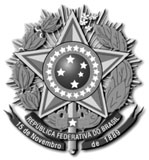 REPÚBLICA FEDERATIVA DO BRASIL
15 de Novembro de 1889